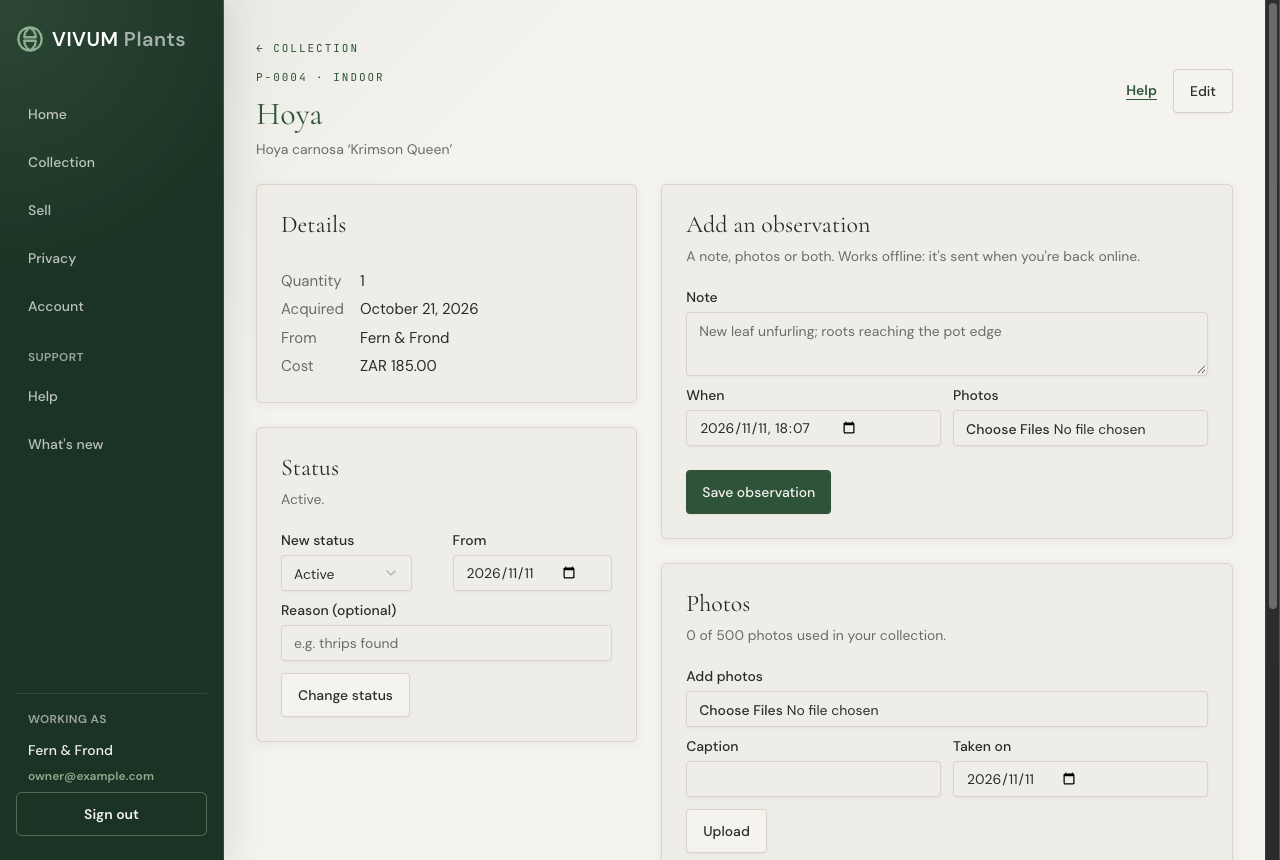 VIVUM Plants
Home
Collection
Sell
Privacy
Account
SUPPORT
Help
What's new
WORKING AS
Fern & Frond
owner@example.com
Sign out
← COLLECTION
P-0004 · INDOOR
Hoya
Hoya carnosa ‘Krimson Queen’
Help
Edit
Details
Quantity 1
Acquired October 21, 2026
From Fern & Frond
Cost ZAR 185.00
Status
Active.
New status From
Active 2026/11/11
Reason (optional)
e.g. thrips found
Change status
Add an observation
A note, photos or both. Works offline: it's sent when you're back online.
Note
New leaf unfurling; roots reaching the pot edge
When Photos
2026/11/11, 18:07 Choose Files No file chosen
Save observation
Photos
0 of 500 photos used in your collection.
Add photos
Choose Files No file chosen
Caption Taken on
2026/11/11
Upload